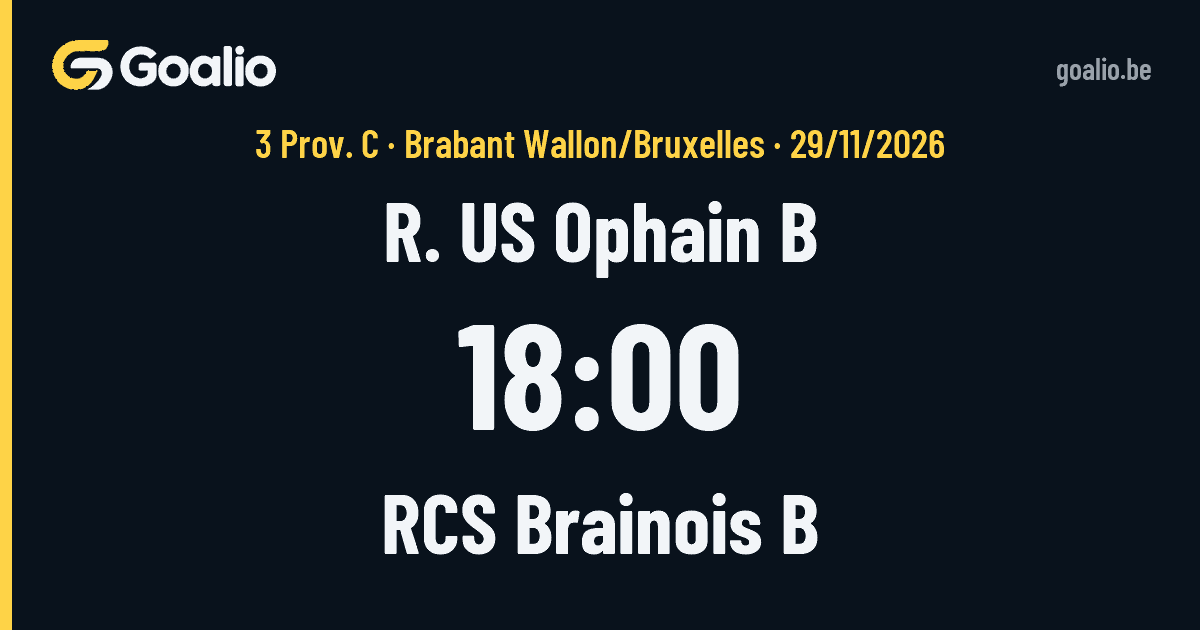 Goalio
goalio.be
3 Prov. C · Brabant Wallon/Bruxelles · 29/11/2026
R. US Ophain B
18:00
RCS Brainois B